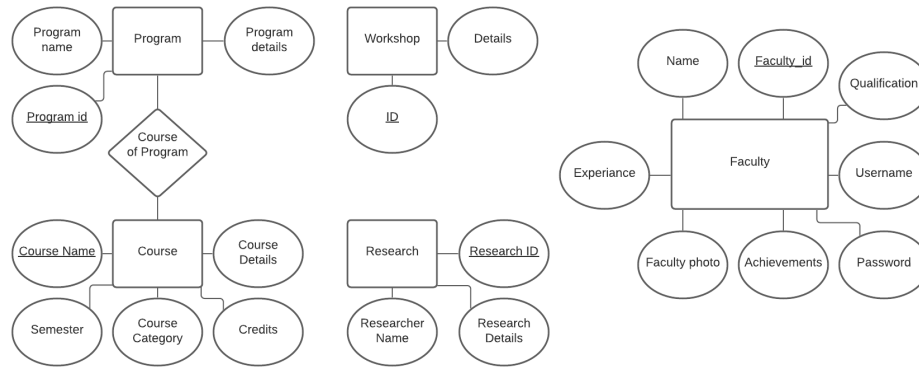 Program
name
Program
Program
details
Program id
Course
of Program
Course Name
Course
Course
Details
Semester
Course
Category
Credits
Workshop
Details
ID
Research
Research ID
Researcher
Name
Research
Details
Name
Faculty_id
Qualification
Faculty
Experiance
Username
Faculty photo
Achievements
Password